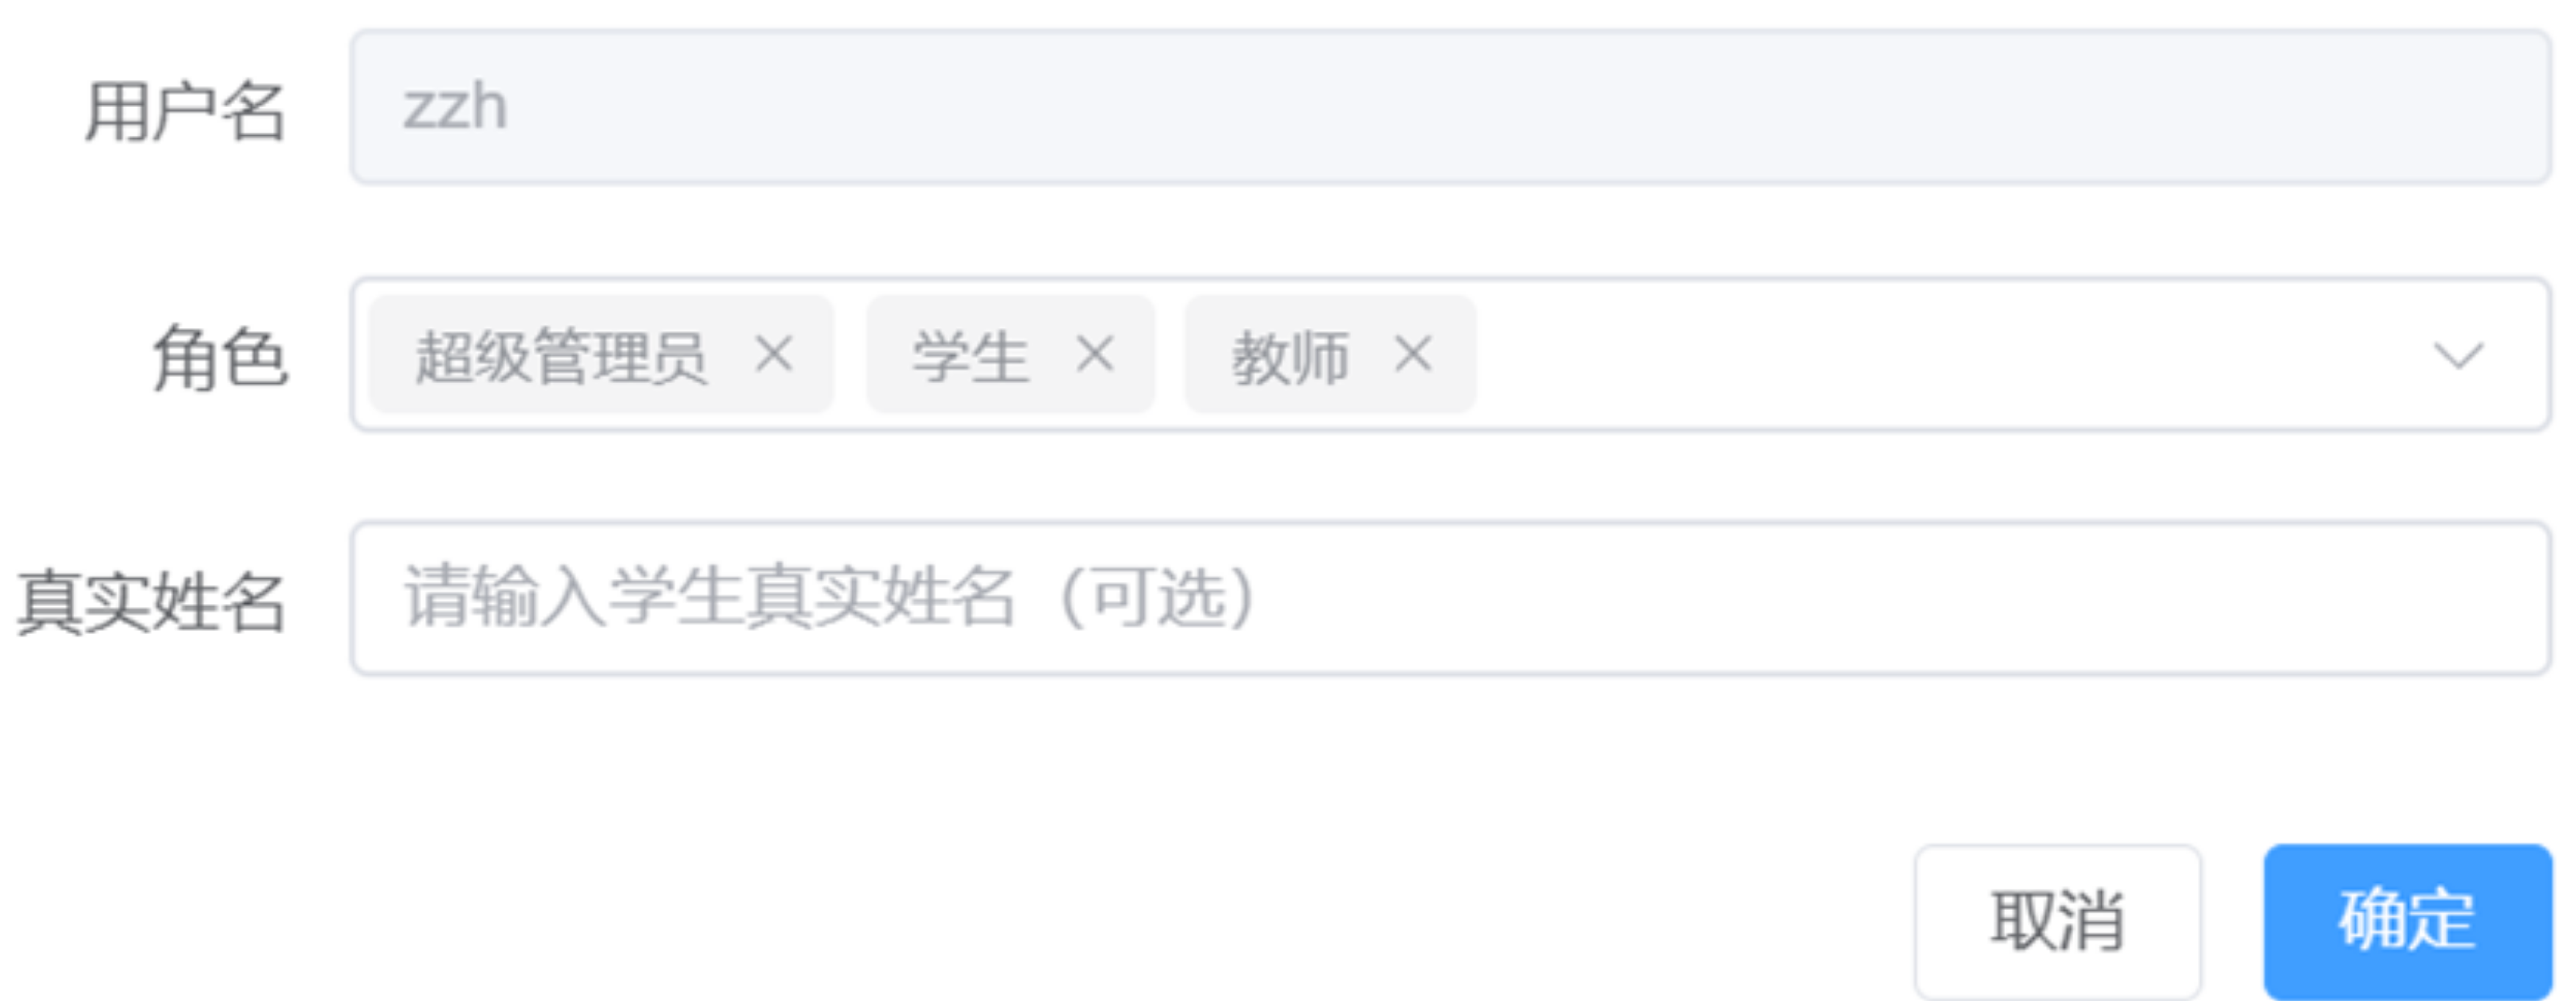 用户名 zzh
角色 超级管理员 学生 教师
真实姓名 请输入学生真实姓名（可选）
取消 确定